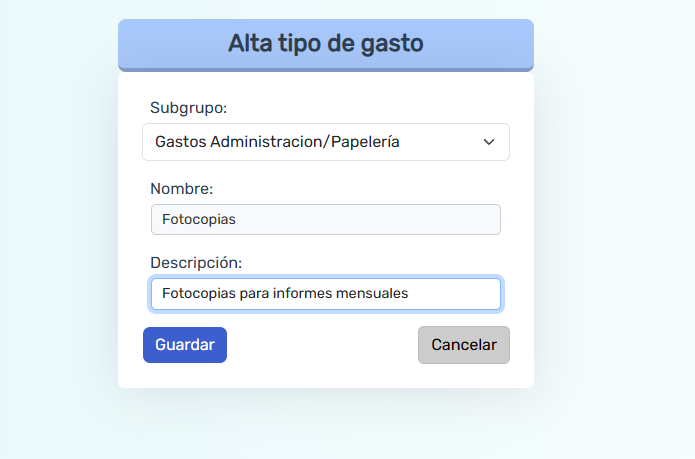 Alta tipo de gasto
Subgrupo:
Gastos Administracion/Papelería
Nombre:
Fotocopias
Descripción:
Fotocopias para informes mensuales
Guardar
Cancelar